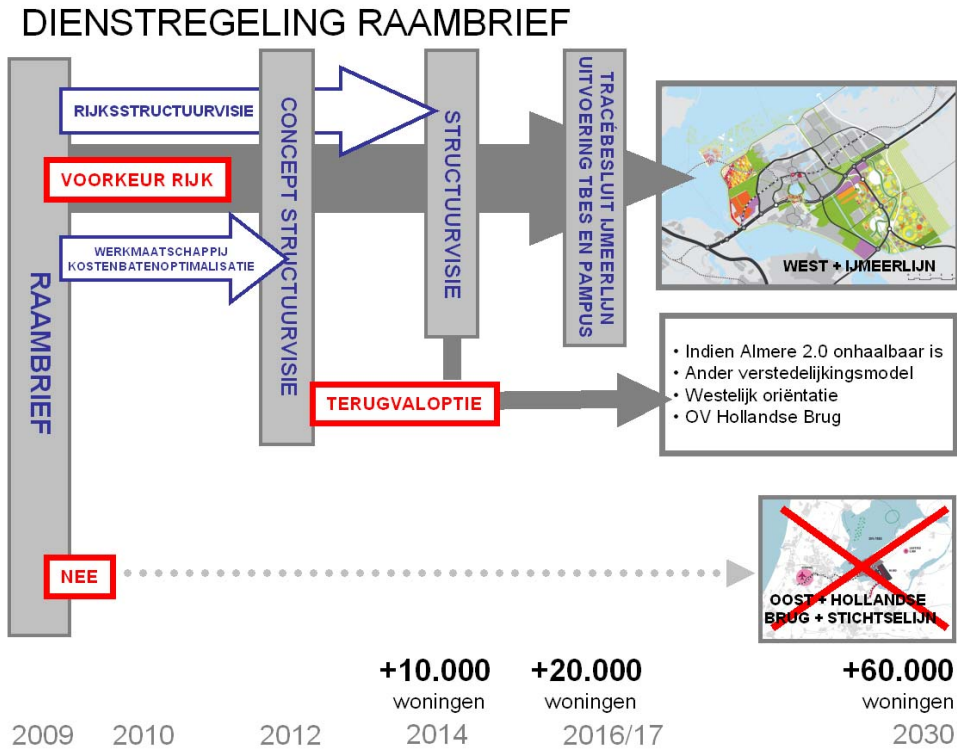 DIENSTREGELING RAAMBRIEF
RAAMBRIEF
RIJKSSTRUCTUURVISIE
VOORKEUR RIJK
WERKMAATSCHAPPIJ
KOSTENBATENOPTIMALISATIE
CONCEPT STRUCTUURVISIE
STRUCTUURVISIE
TRACÉBESLUIT IJMEERLIJN
UITVOERING TBES EN PAMPUS
WEST + IJMEERLIJN
TERUGVALOPTIE
• Indien Almere 2.0 onhaalbaar is
• Ander verstedelijkingsmodel
• Westelijk oriëntatie
• OV Hollandse Brug
NEE
OOST + HOLLANDSE
BRUG + STICHTSELIJN
+10.000
woningen
+20.000
woningen
+60.000
woningen
2009
2010
2012
2014
2016/17
2030